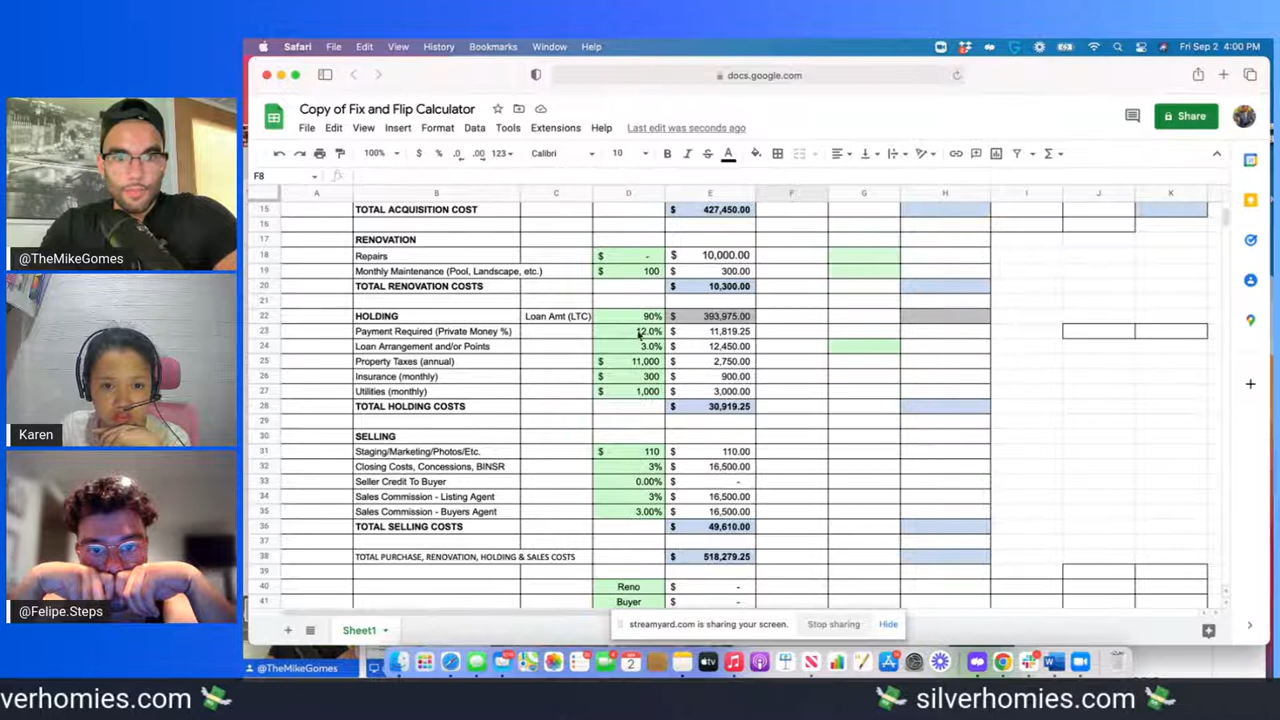 Safari File Edit View History Bookmarks Window Help Fri Sep 2 4:00 PM
docs.google.com
Copy of Fix and Flip Calculator
File Edit View Insert Format Data Tools Extensions Help Last edit was seconds ago
Share
100% $ % .0 .00 123 Calibri 10 B I S A
F8 fx
A B C D E F G H I J K
15 TOTAL ACQUISITION COST $ 427,450.00
16
17 RENOVATION
18 Repairs $ - $ 10,000.00
19 Monthly Maintenance (Pool, Landscape, etc.) $ 100 $ 300.00
20 TOTAL RENOVATION COSTS $ 10,300.00
21
22 HOLDING Loan Amt (LTC) 90% $ 393,975.00
23 Payment Required (Private Money %) 12.0% $ 11,819.25
24 Loan Arrangement and/or Points 3.0% $ 12,450.00
25 Property Taxes (annual) $ 11,000 $ 2,750.00
26 Insurance (monthly) $ 300 $ 900.00
27 Utilities (monthly) $ 1,000 $ 3,000.00
28 TOTAL HOLDING COSTS $ 30,919.25
29
30 SELLING
31 Staging/Marketing/Photos/Etc. $ 110 $ 110.00
32 Closing Costs, Concessions, BINSR 3% $ 16,500.00
33 Seller Credit To Buyer 0.00% $ -
34 Sales Commission - Listing Agent 3% $ 16,500.00
35 Sales Commission - Buyers Agent 3.00% $ 16,500.00
36 TOTAL SELLING COSTS $ 49,610.00
37
38 TOTAL PURCHASE, RENOVATION, HOLDING & SALES COSTS $ 518,279.25
39
40 Reno $ -
41 Buyer $ -
streamyard.com is sharing your screen. Stop sharing Hide
Sheet1
@TheMikeGomes
Karen
@Felipe.Steps
@TheMikeGomes
ilverhomies.com
silverhomies.com